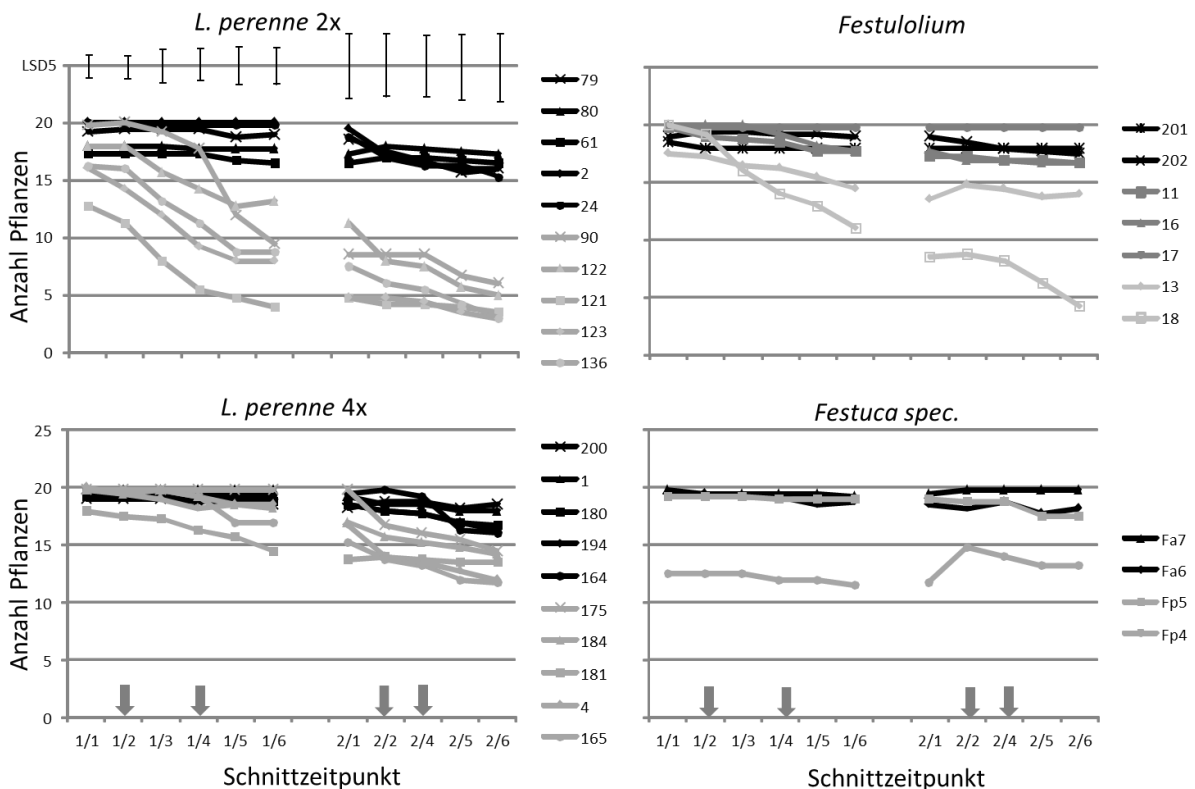 L. perenne 2x
LSD5
20
15
10
5
0
Anzahl Pflanzen
79
80
61
2
24
90
122
121
123
136
Festulolium
201
202
11
16
17
13
18
L. perenne 4x
25
20
15
10
5
0
Anzahl Pflanzen
1/1 1/2 1/3 1/4 1/5 1/6 2/1 2/2 2/4 2/5 2/6
Schnittzeitpunkt
200
1
180
194
164
175
184
181
4
165
Festuca spec.
1/1 1/2 1/3 1/4 1/5 1/6 2/1 2/2 2/4 2/5 2/6
Schnittzeitpunkt
Fa7
Fa6
Fp5
Fp4